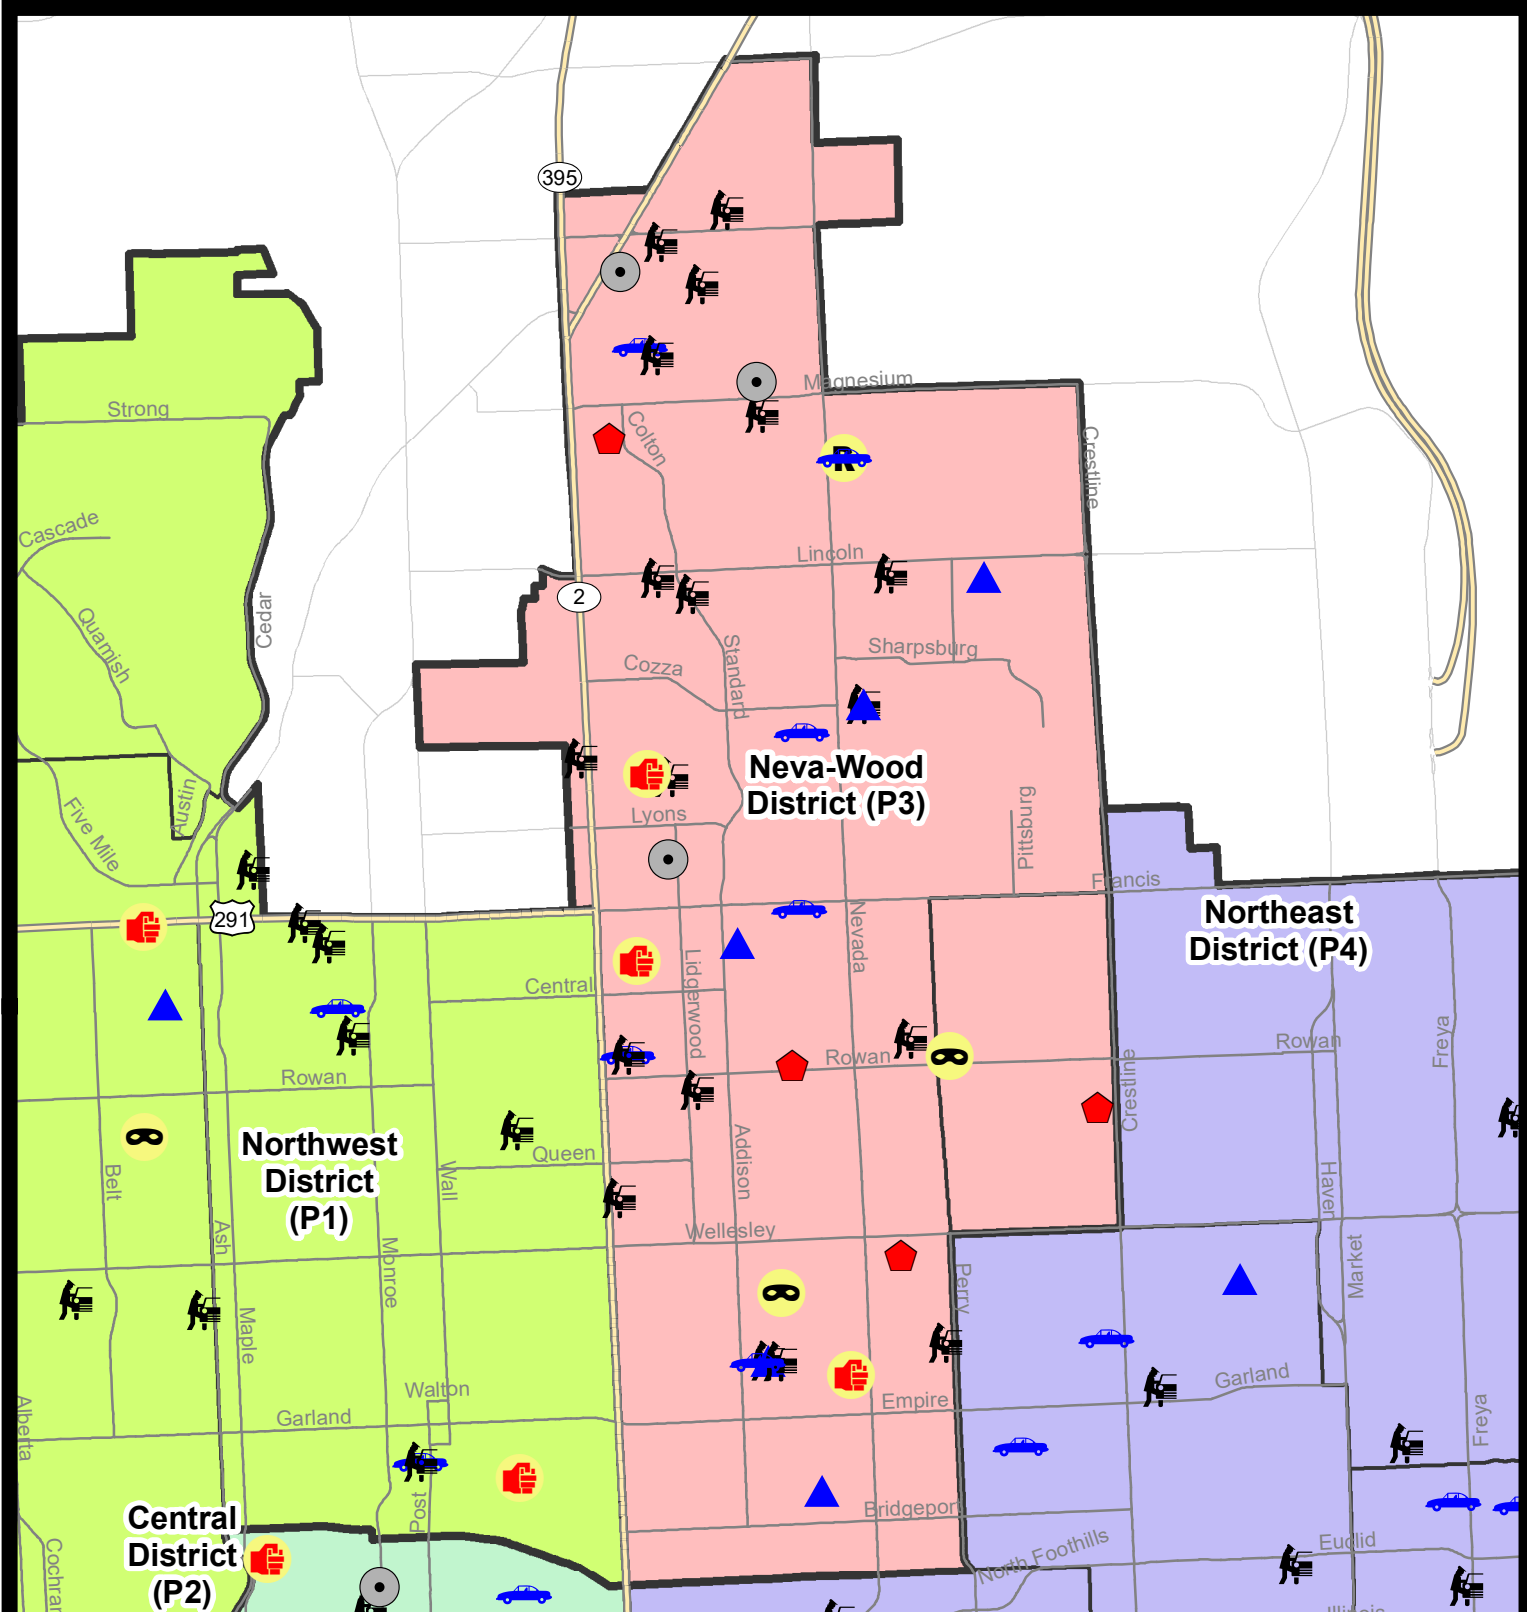 395
Magnesium
Strong
Colton
R
Crestline
Cascade
Lincoln
2
Quamish
Cedar
Standard
Sharpsburg
Cozza
Neva-Wood
District (P3)
Five Mile
Austin
Lyons
Pittsburg
Francis
291
Northeast
District (P4)
Nevada
Lidgerwood
Central
Rowan
Rowan
Freya
Rowan
Crestline
Northwest
District
(P1)
Queen
Addison
Belt
Wall
Haven
Ash
Monroe
Wellesley
Market
Perry
Maple
Walton
Garland
Empire
Garland
Alberta
Freya
Post
Bridgeport
Central
District
(P2)
North Foothills
Euclid